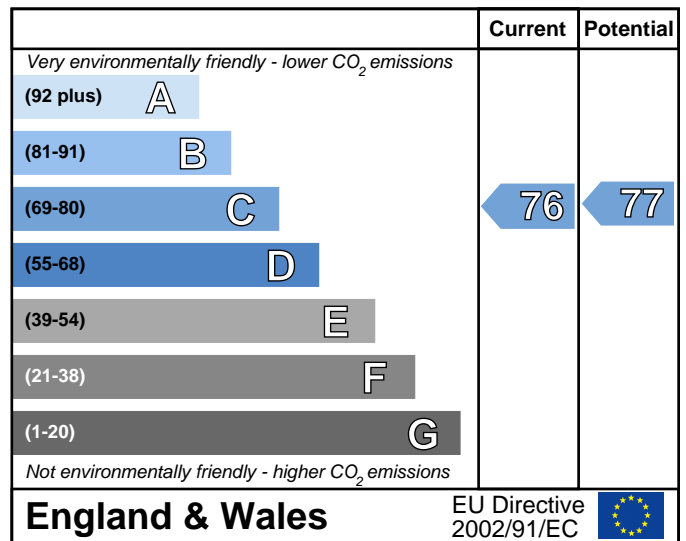 Current Potential
Very environmentally friendly - lower CO2 emissions
(92 plus) A
(81-91) B
(69-80) C 76 77
(55-68) D
(39-54) E
(21-38) F
(1-20) G
Not environmentally friendly - higher CO2 emissions
England & Wales
EU Directive
2002/91/EC